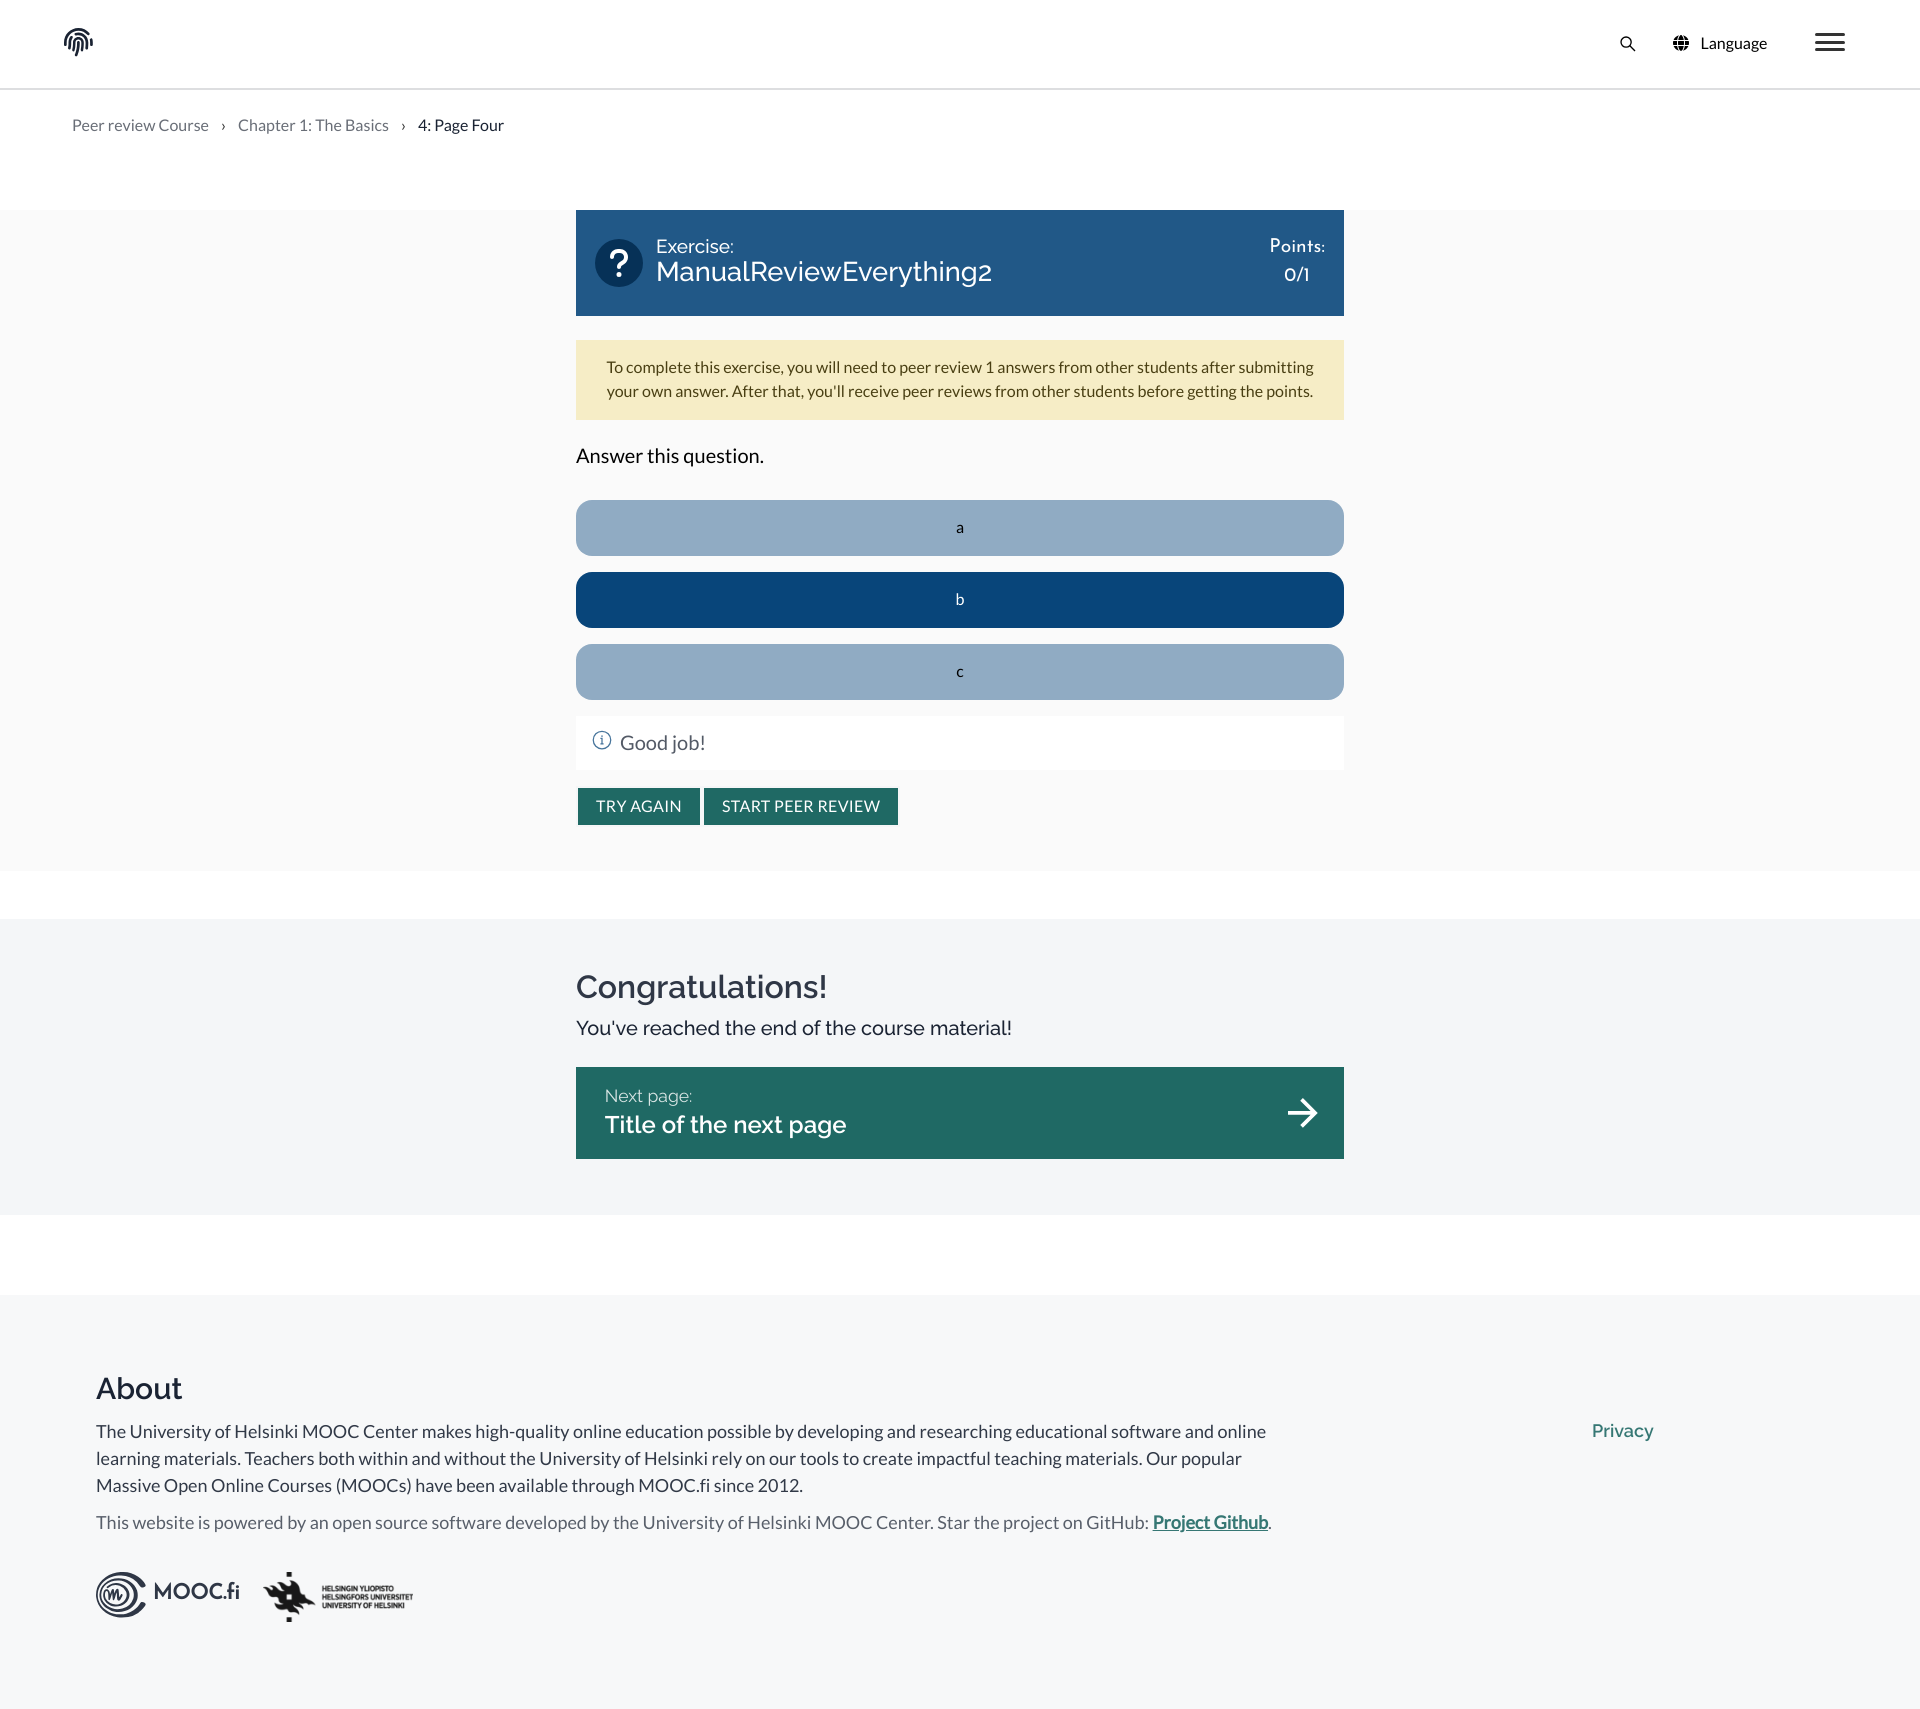 Language
Peer review Course › Chapter 1: The Basics › 4: Page Four
Exercise:
ManualReviewEverything2
Points:
0/1
To complete this exercise, you will need to peer review 1 answers from other students after submitting
your own answer. After that, you'll receive peer reviews from other students before getting the points.
Answer this question.
a
b
c
Good job!
TRY AGAIN
START PEER REVIEW
Congratulations!
You've reached the end of the course material!
Next page:
Title of the next page
About
The University of Helsinki MOOC Center makes high-quality online education possible by developing and researching educational software and online
learning materials. Teachers both within and without the University of Helsinki rely on our tools to create impactful teaching materials. Our popular
Massive Open Online Courses (MOOCs) have been available through MOOC.fi since 2012.
This website is powered by an open source software developed by the University of Helsinki MOOC Center. Star the project on GitHub: Project Github.
Privacy
MOOC.fi
HELSINGIN YLIOPISTO
HELSINGFORS UNIVERSITET
UNIVERSITY OF HELSINKI